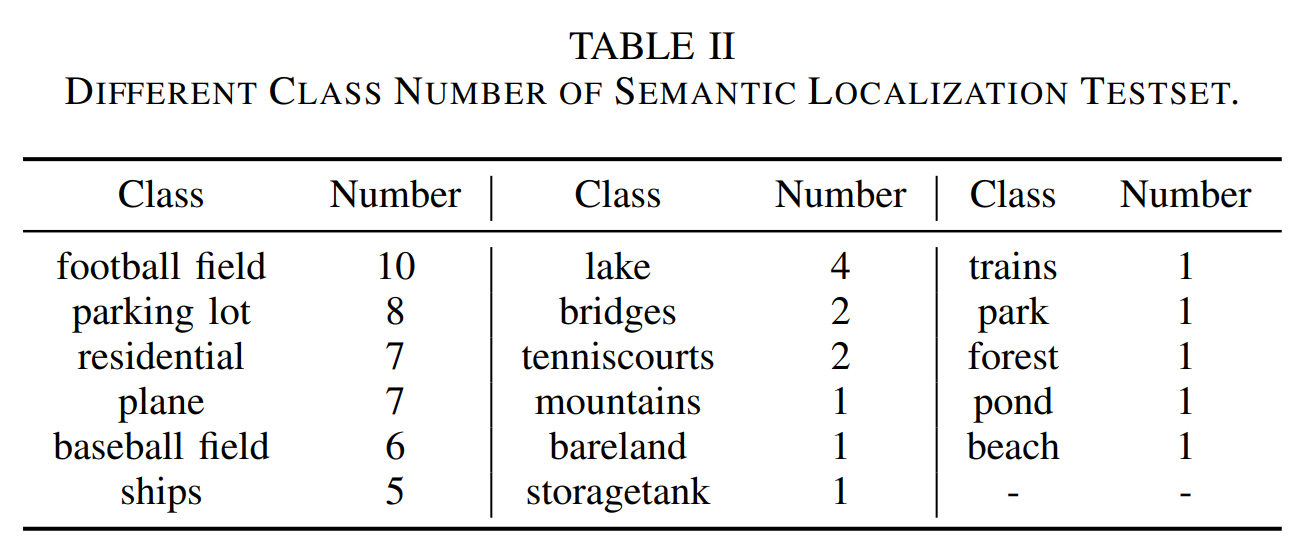 TABLE II
DIFFERENT CLASS NUMBER OF SEMANTIC LOCALIZATION TESTSET.
Class Number Class Number Class Number
football field 10 lake 4 trains 1
parking lot 8 bridges 2 park 1
residential 7 tenniscourts 2 forest 1
plane 7 mountains 1 pond 1
baseball field 6 bareland 1 beach 1
ships 5 storagetank 1 - -